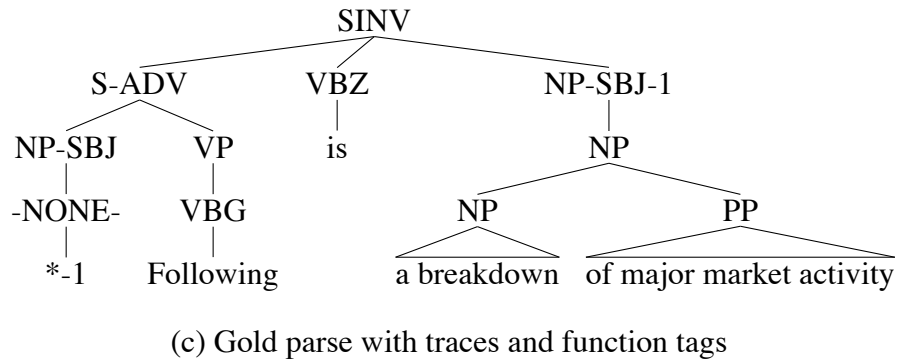 SINV
S-ADV VBZ NP-SBJ-1
NP-SBJ VP is NP
-NONE- VBG NP PP
*-1 Following a breakdown of major market activity
(c) Gold parse with traces and function tags